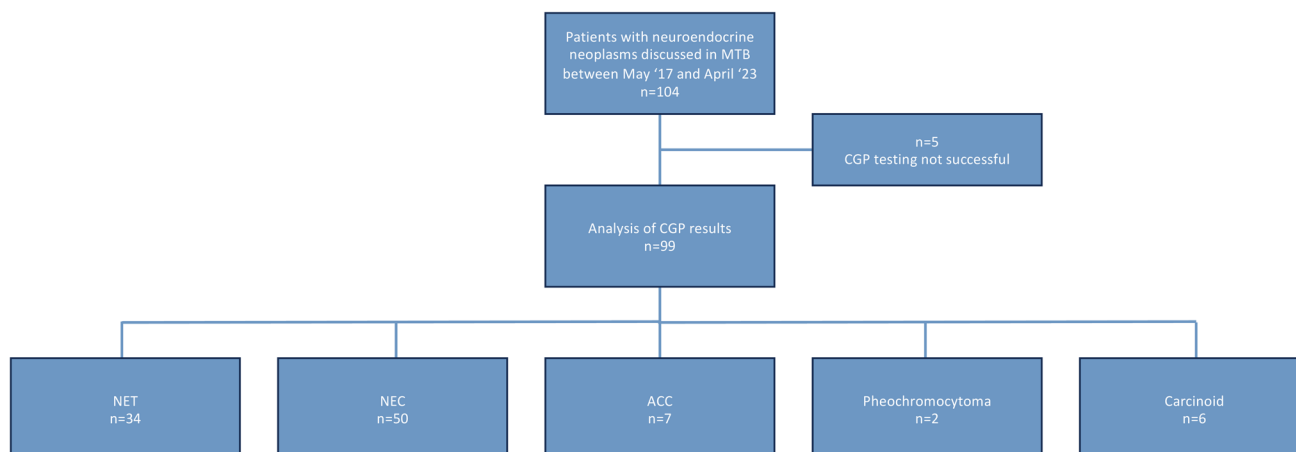 Patients with neuroendocrine
neoplasms discussed in MTB
between May ‘17 and April ‘23
n=104
n=5
CGP testing not successful
Analysis of CGP results
n=99
NET
n=34
NEC
n=50
ACC
n=7
Pheochromocytoma
n=2
Carcinoid
n=6